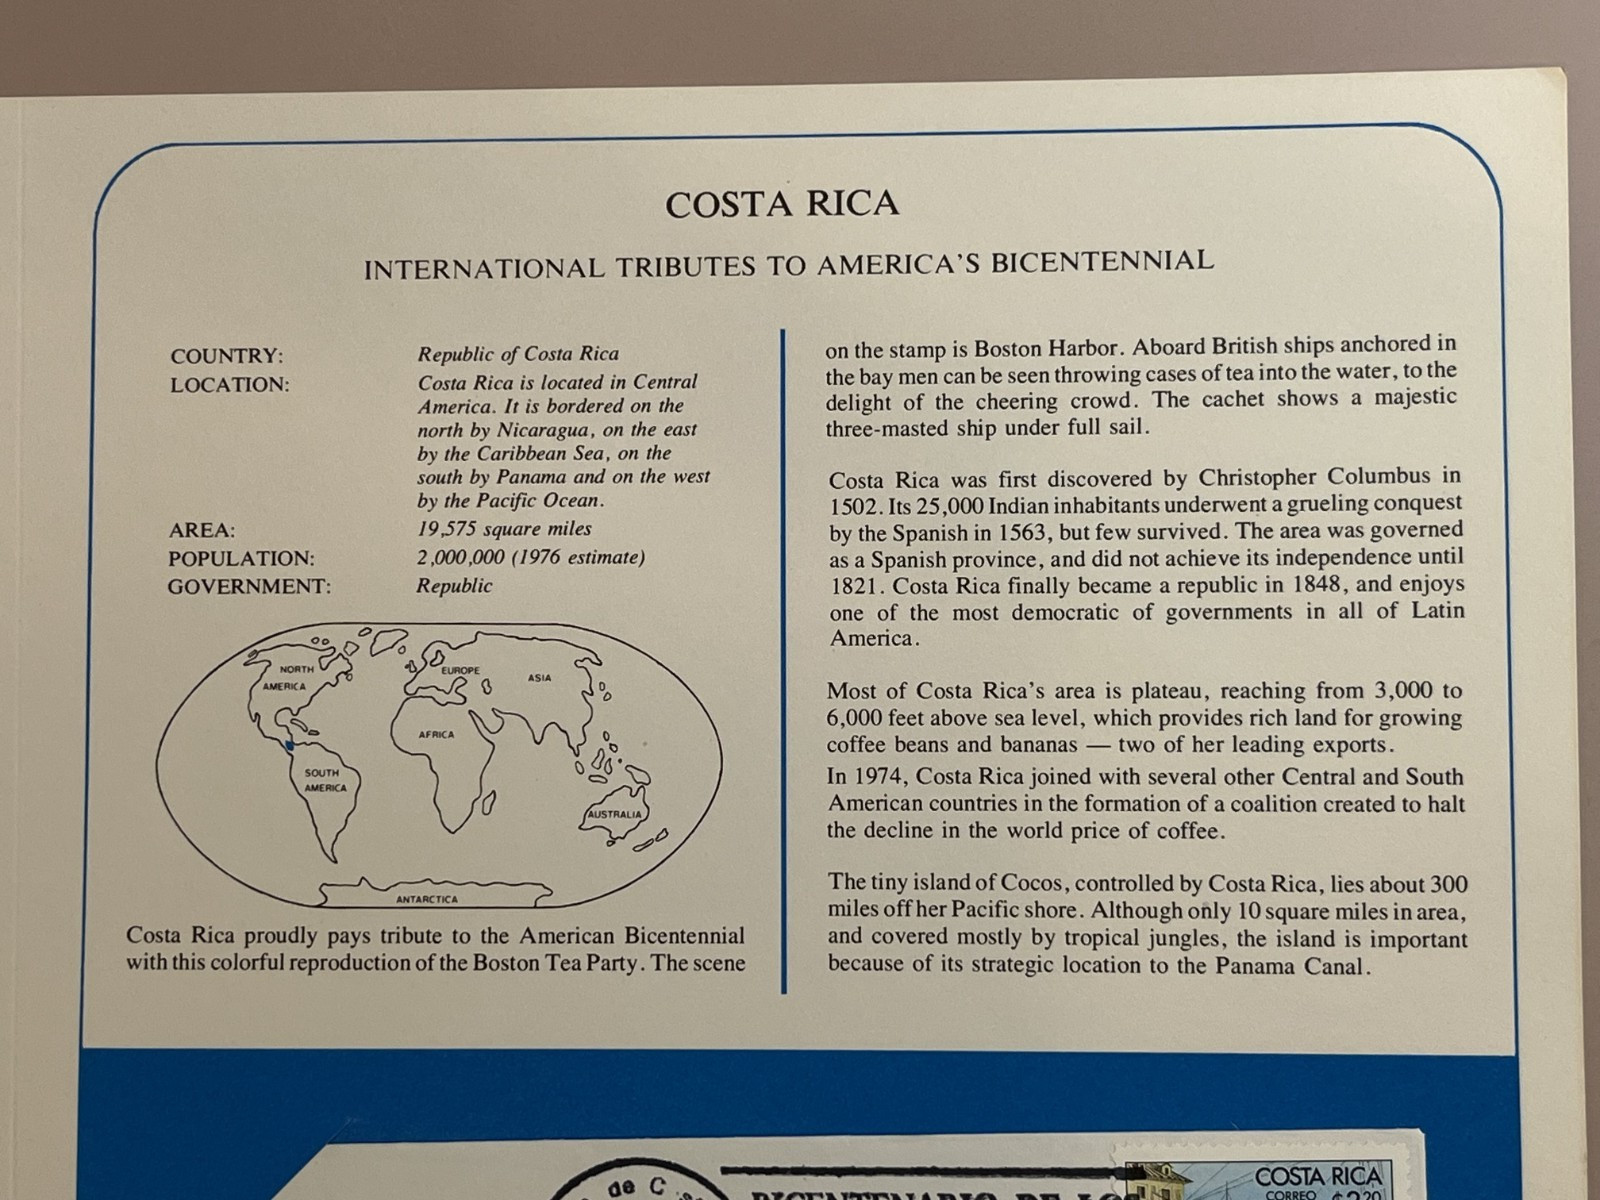 COSTA RICA
INTERNATIONAL TRIBUTES TO AMERICA'S BICENTENNIAL
COUNTRY: Republic of Costa Rica
LOCATION: Costa Rica is located in Central
America. It is bordered on the
north by Nicaragua, on the east
by the Caribbean Sea, on the
south by Panama and on the west
by the Pacific Ocean.
AREA: 19,575 square miles
POPULATION: 2,000,000 (1976 estimate)
GOVERNMENT: Republic
NORTH
AMERICA
EUROPE
ASIA
AFRICA
SOUTH
AMERICA
AUSTRALIA
ANTARCTICA
Costa Rica proudly pays tribute to the American Bicentennial
with this colorful reproduction of the Boston Tea Party. The scene
on the stamp is Boston Harbor. Aboard British ships anchored in
the bay men can be seen throwing cases of tea into the water, to the
delight of the cheering crowd. The cachet shows a majestic
three-masted ship under full sail.
Costa Rica was first discovered by Christopher Columbus in
1502. Its 25,000 Indian inhabitants underwent a grueling conquest
by the Spanish in 1563, but few survived. The area was governed
as a Spanish province, and did not achieve its independence until
1821. Costa Rica finally became a republic in 1848, and enjoys
one of the most democratic of governments in all of Latin
America.
Most of Costa Rica's area is plateau, reaching from 3,000 to
6,000 feet above sea level, which provides rich land for growing
coffee beans and bananas — two of her leading exports.
In 1974, Costa Rica joined with several other Central and South
American countries in the formation of a coalition created to halt
the decline in the world price of coffee.
The tiny island of Cocos, controlled by Costa Rica, lies about 300
miles off her Pacific shore. Although only 10 square miles in area,
and covered mostly by tropical jungles, the island is important
because of its strategic location to the Panama Canal.
de C
BICENTENARIO DE LOS
COSTA RICA
CORREO